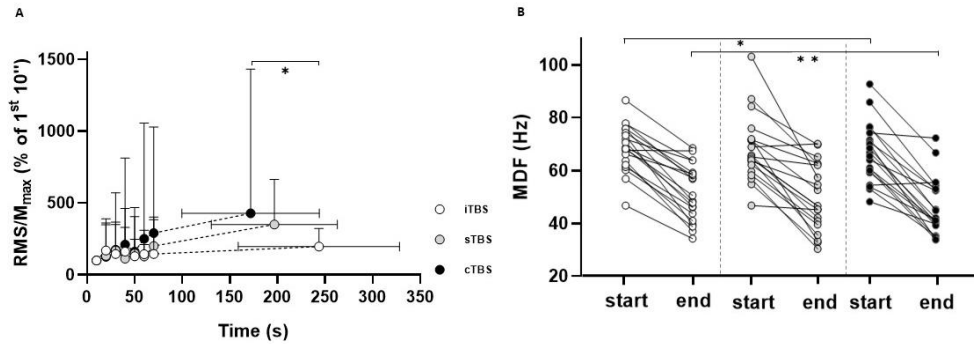 A
RMS/Mmax (% of 1st 10")
1500
1000
500
0
*
0 50 100 150 200 250 300 350
Time (s)
iTBS
sTBS
cTBS
B
MDF (Hz)
100
80
60
40
20
*
* *
start end start end start end